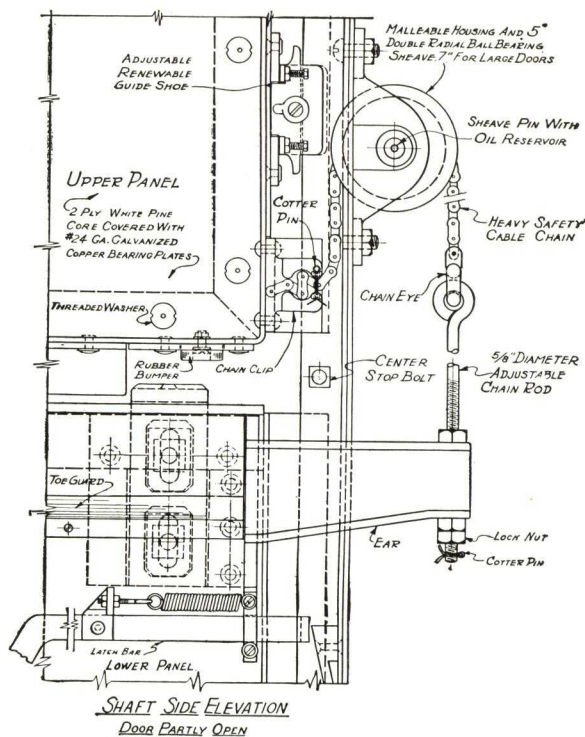 MALLEABLE HOUSING AND 5"
DOUBLE RADIAL BALL BEARING
SHEAVE. 7" FOR LARGE DOORS
ADJUSTABLE
RENEWABLE
GUIDE SHOE
SHEAVE PIN WITH
OIL RESERVOIR
UPPER PANEL
2 PLY WHITE PINE
CORE COVERED WITH
#24 GA. GALVANIZED
COPPER BEARING PLATES
COTTER
PIN
HEAVY SAFETY
CABLE CHAIN
CHAIN EYE
THREADED WASHER
RUBBER
BUMPER
CHAIN CLIP
CENTER
STOP BOLT
5/8" DIAMETER
ADJUSTABLE
CHAIN ROD
TOE GUARD
EAR
LOCK NUT
COTTER PIN
LATCH BAR
LOWER PANEL
SHAFT SIDE ELEVATION
DOOR PARTLY OPEN